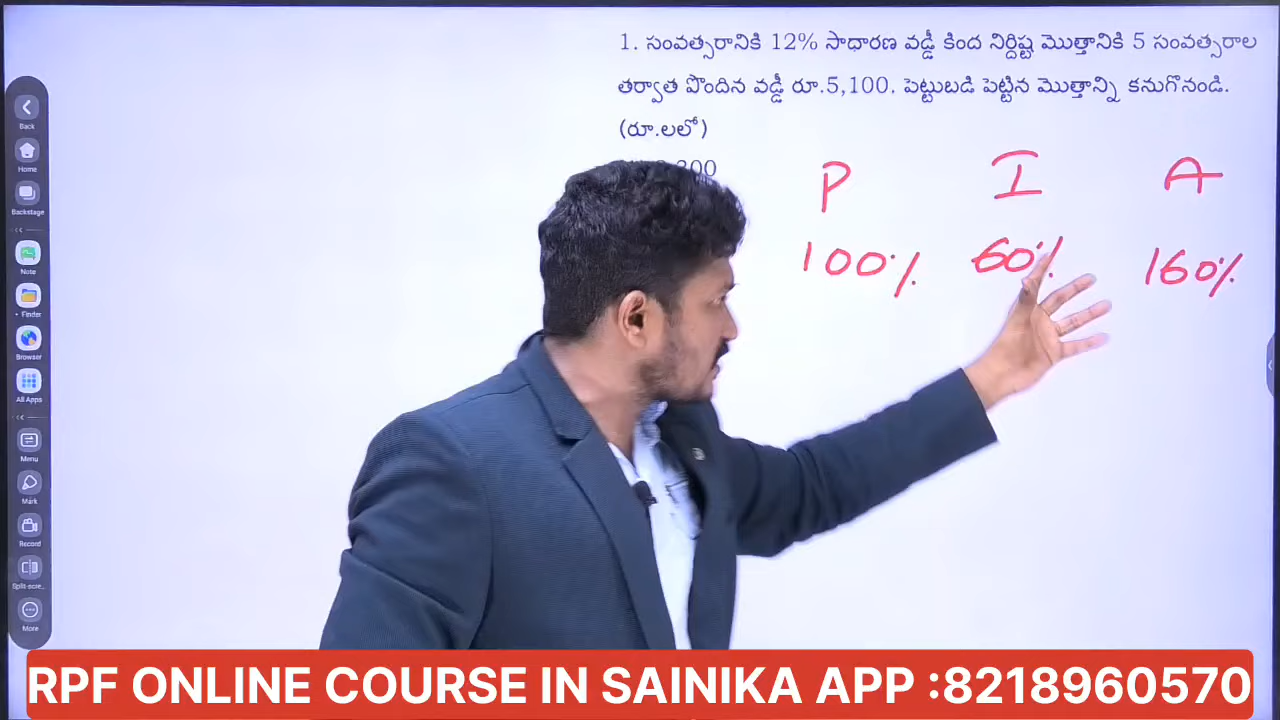 1. సంవత్సరానికి 12% సాధారణ వడ్డీ కింద నిర్దిష్ట మొత్తానికి 5 సంవత్సరాల
తర్వాత పొందిన వడ్డీ రూ.5,100. పెట్టుబడి పెట్టిన మొత్తాన్ని కనుగొనండి.
(రూ.లలో)
P I A
100% 60% 160%
Back
Home
Backstage
Note
Finder
Browser
All Apps
Menu
Mark
Record
Split-scre...
More
RPF ONLINE COURSE IN SAINIKA APP :8218960570